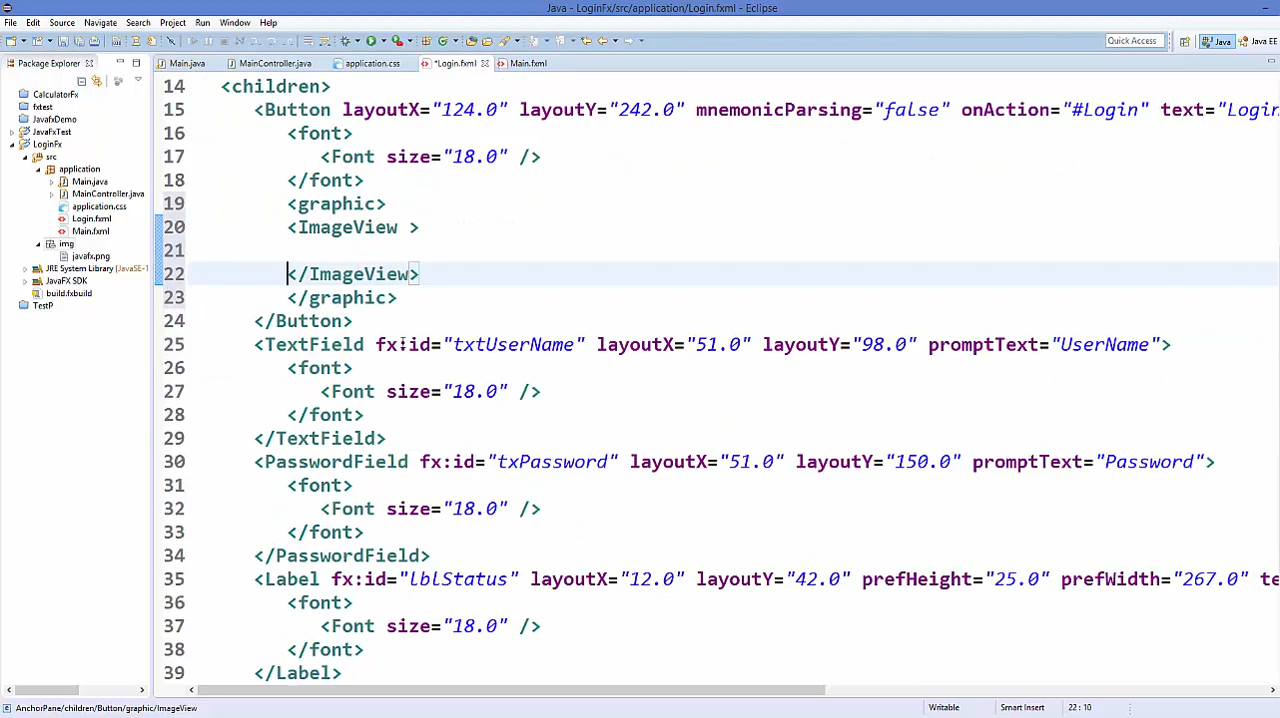 Java - LoginFx/src/application/Login.fxml - Eclipse
File Edit Source Navigate Search Project Run Window Help
Quick Access Java Java EE
Package Explorer Main.java MainController.java application.css *Login.fxml Main.fxml
CalculatorFx
fxtest
JavafxDemo
JavaFxTest
LoginFx
src
application
Main.java
MainController.java
application.css
Login.fxml
Main.fxml
img
javafx.png
JRE System Library [JavaSE-1
JavaFX SDK
build.fxbuild
TestP
14 <children>
15 <Button layoutX="124.0" layoutY="242.0" mnemonicParsing="false" onAction="#Login" text="Login
16 <font>
17 <Font size="18.0" />
18 </font>
19 <graphic>
20 <ImageView >
21
22 </ImageView>
23 </graphic>
24 </Button>
25 <TextField fx:id="txtUserName" layoutX="51.0" layoutY="98.0" promptText="UserName">
26 <font>
27 <Font size="18.0" />
28 </font>
29 </TextField>
30 <PasswordField fx:id="txPassword" layoutX="51.0" layoutY="150.0" promptText="Password">
31 <font>
32 <Font size="18.0" />
33 </font>
34 </PasswordField>
35 <Label fx:id="lblStatus" layoutX="12.0" layoutY="42.0" prefHeight="25.0" prefWidth="267.0" te
36 <font>
37 <Font size="18.0" />
38 </font>
39 </Label>
AnchorPane/children/Button/graphic/ImageView Writable Smart Insert 22 : 10